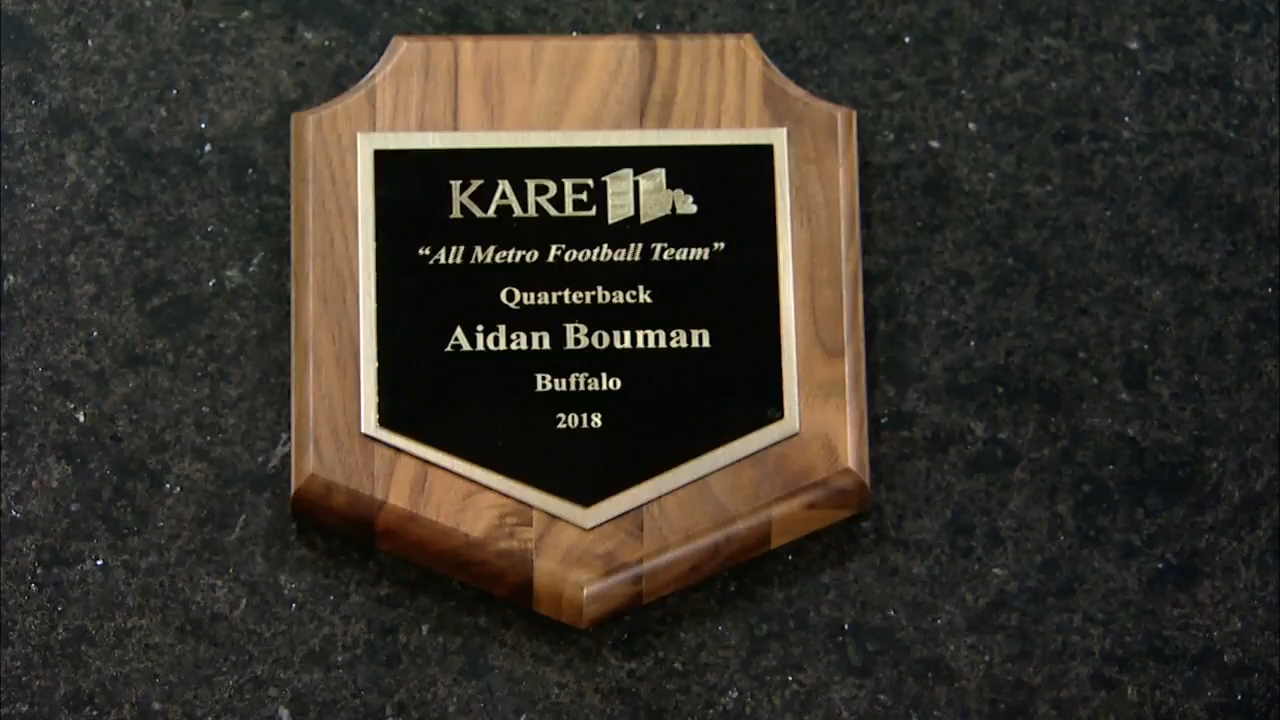 KARE 11
“All Metro Football Team”
Quarterback
Aidan Bouman
Buffalo
2018